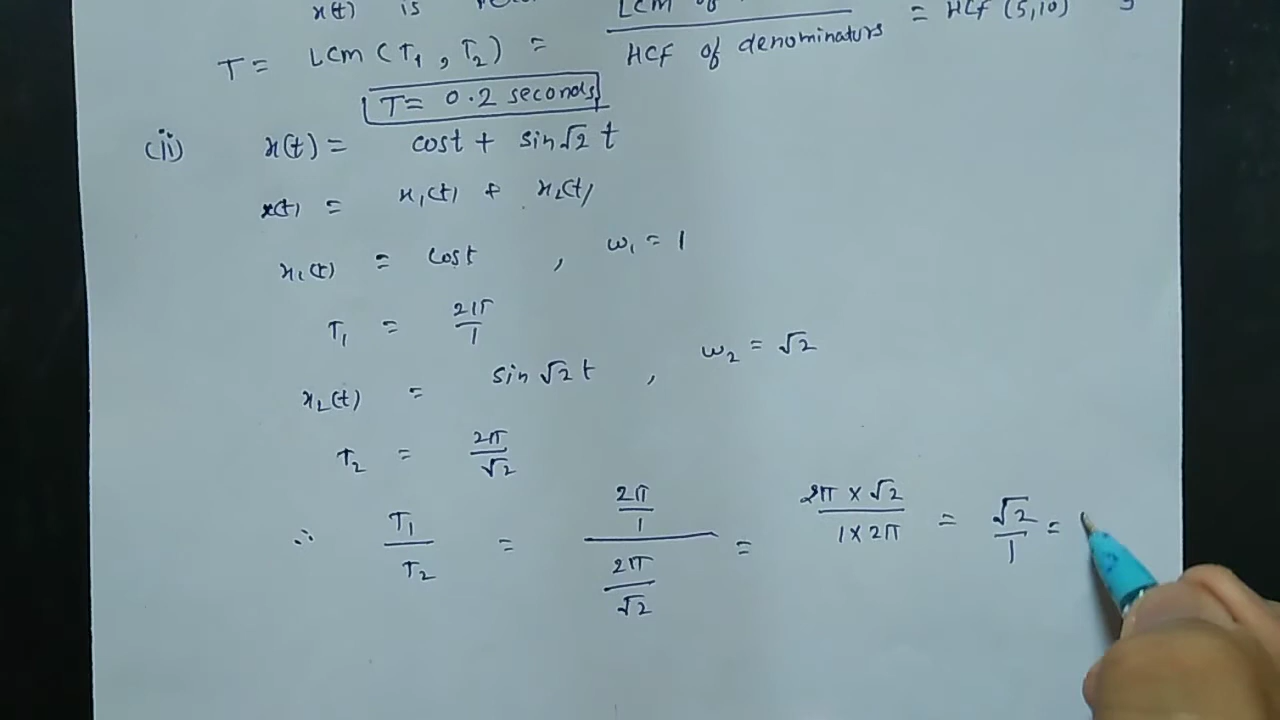 x(t) is
LCM of
T = LCM (T₁, T₂) = HCF of denominators = HCF (5,10)
T = 0.2 seconds
(ii) x(t) = cost + sin√2 t
x(t) = x₁(t) + x₂(t)
x₁(t) = cost , ω₁ = 1
T₁ = 2π/1
x₂(t) = sin√2 t , ω₂ = √2
T₂ = 2π/√2
∴ T₁/T₂ = (2π/1)/(2π/√2) = (2π × √2)/(1 × 2π) = √2/1 =